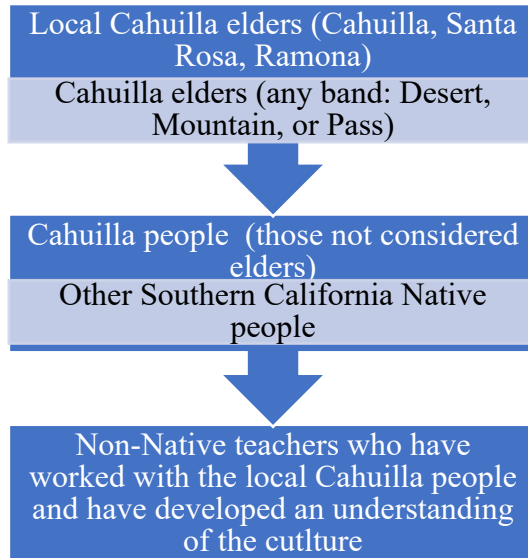 Local Cahuilla elders (Cahuilla, Santa
Rosa, Ramona)
Cahuilla elders (any band: Desert,
Mountain, or Pass)
Cahuilla people  (those not considered
elders)
Other Southern California Native
people
Non-Native teachers who have
worked with the local Cahuilla people
and have developed an understanding
of the cutlture